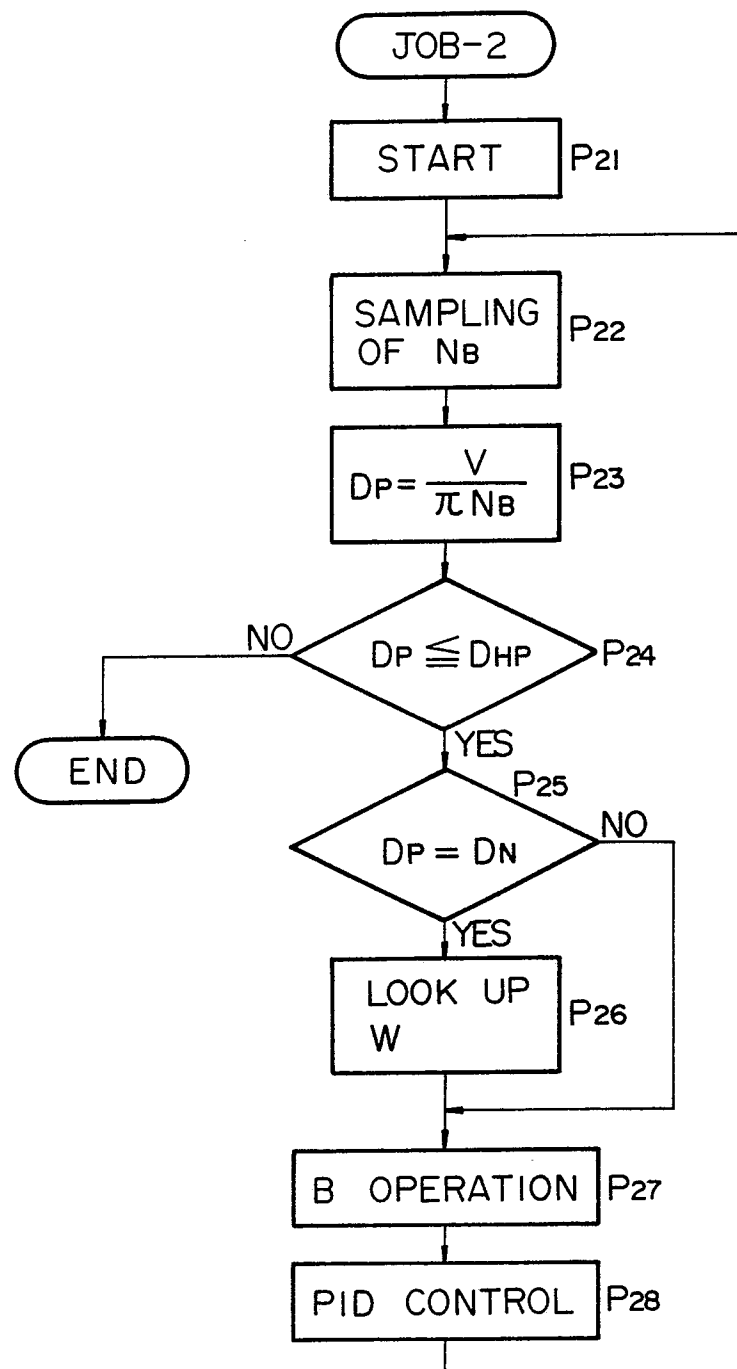 JOB-2
START P21
SAMPLING
OF NB P22
DP = V / π NB P23
NO DP ≦ DHP P24
YES
END
P25
DP = DN NO
YES
LOOK UP
W P26
B OPERATION P27
PID CONTROL P28